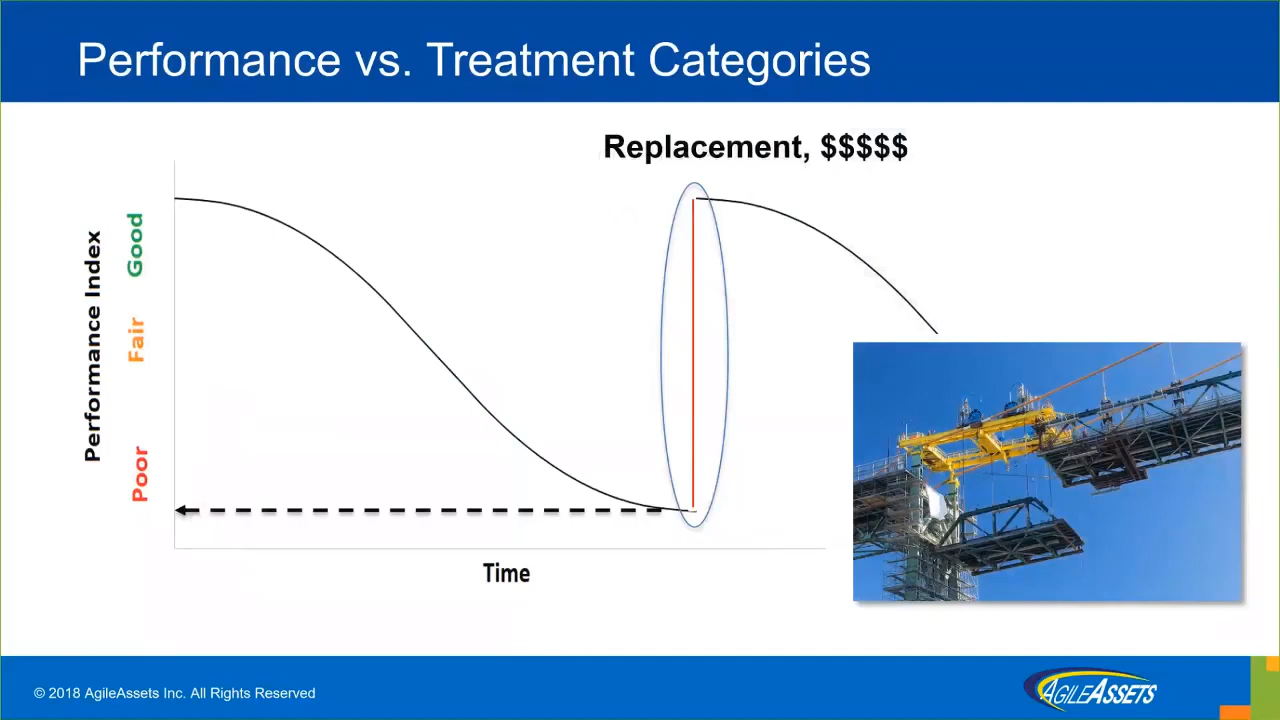 Performance vs. Treatment Categories
Replacement, $$$$$
Performance Index
Good
Fair
Poor
Time
© 2018 AgileAssets Inc. All Rights Reserved
AGILEASSETS